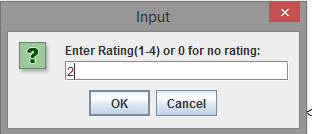 Input
Enter Rating(1-4) or 0 for no rating:
2
OK Cancel